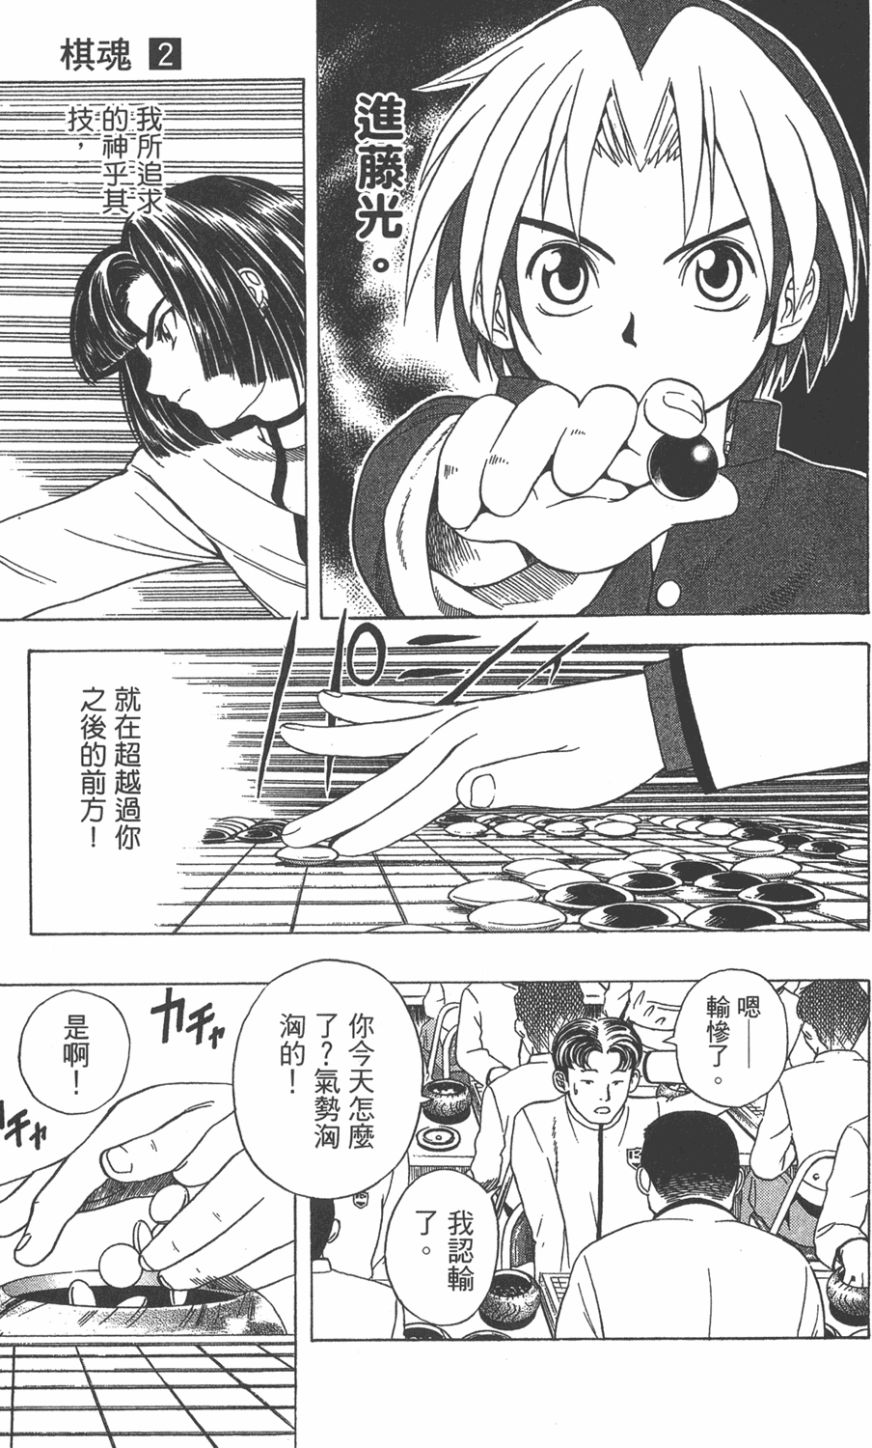 棋魂 2
進藤光。
我所追求
的神乎其
技，
就在超越過你
之後的前方！
嗯──
輸慘了。
我認輸
了。
你今天怎麼
了？氣勢洶
洶的！
カチャ
是啊！
カチャ